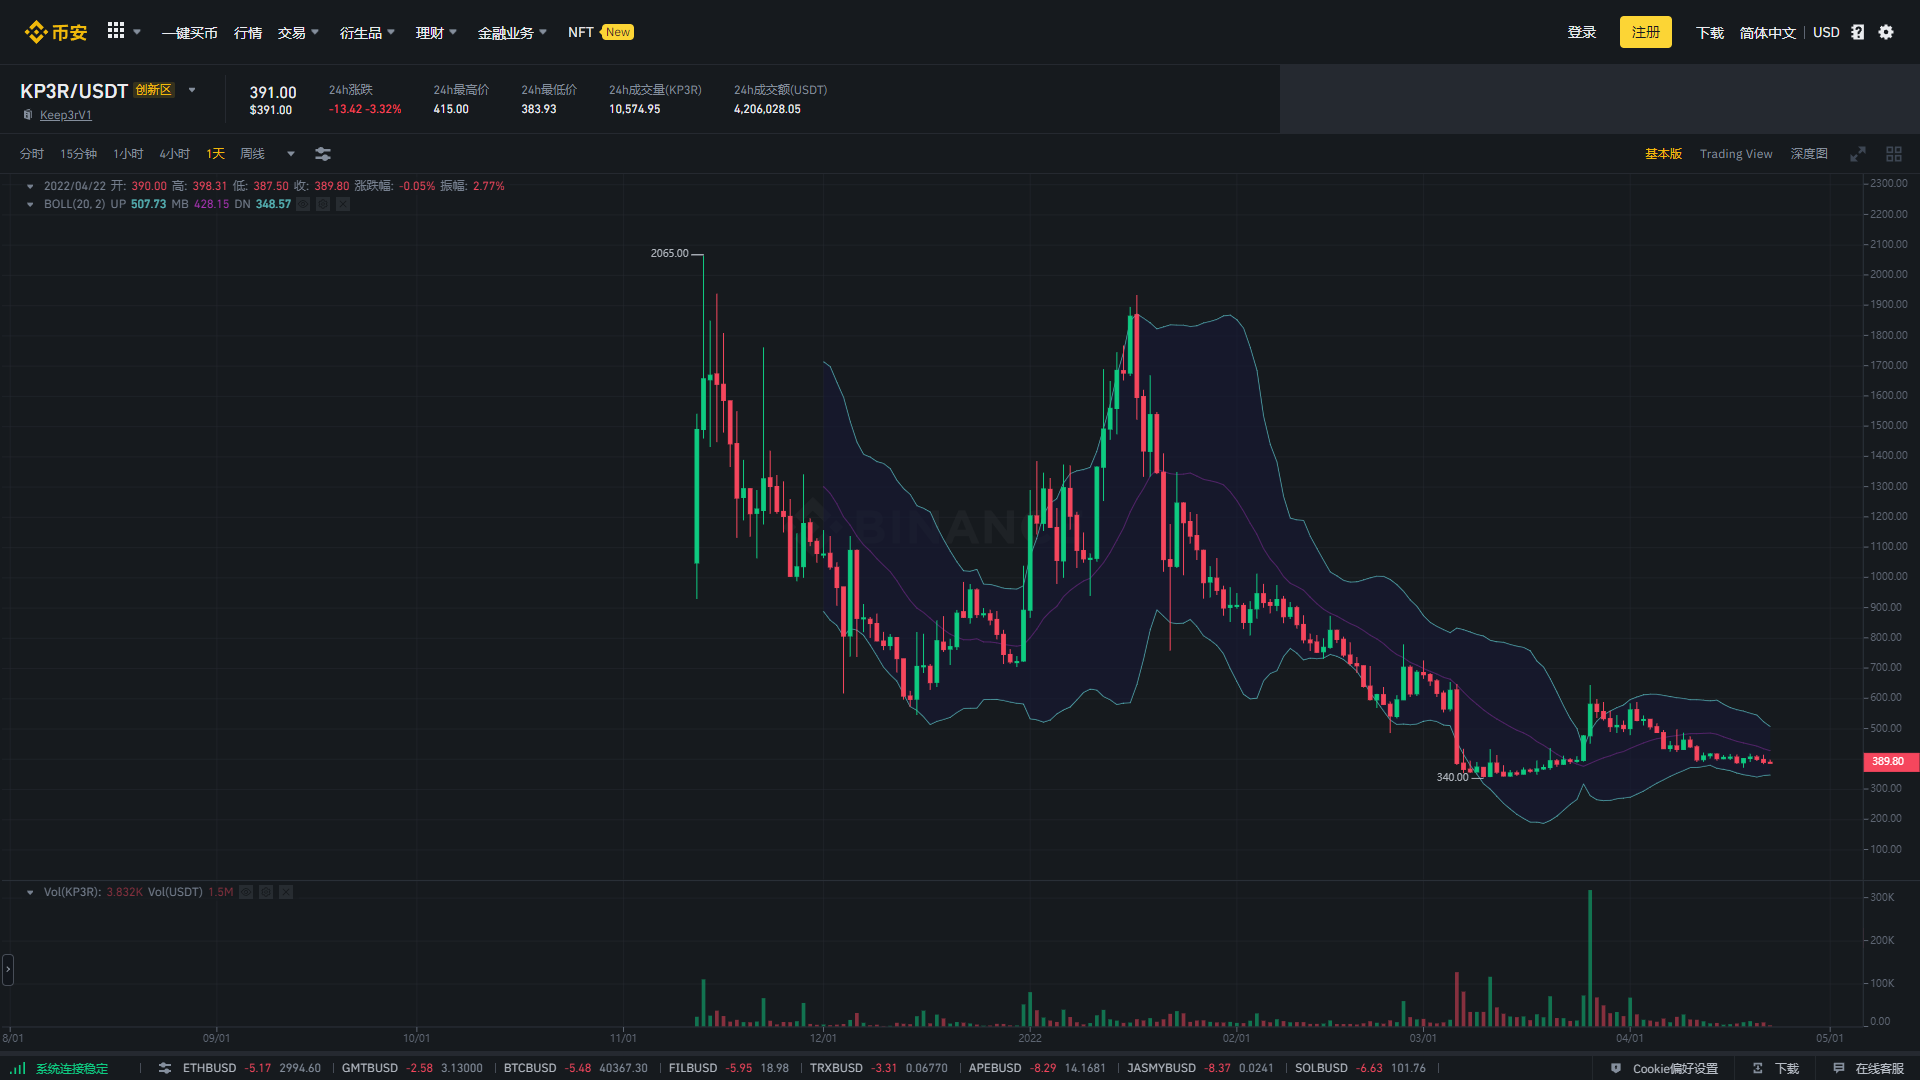 币安 一键买币 行情 交易 衍生品 理财 金融业务 NFT New 登录 注册 下载 简体中文 USD
KP3R/USDT 创新区
Keep3rV1
391.00
$391.00
24h涨跌
-13.42 -3.32%
24h最高价
415.00
24h最低价
383.93
24h成交量(KP3R)
10,574.95
24h成交额(USDT)
4,206,028.05
分时 15分钟 1小时 4小时 1天 周线 基本版 Trading View 深度图
2022/04/22 开: 390.00 高: 398.31 低: 387.50 收: 389.80 涨跌幅: -0.05% 振幅: 2.77%
BOLL(20, 2) UP 507.73 MB 428.15 DN 348.57
2065.00
340.00
BINAN
2300.00
2200.00
2100.00
2000.00
1900.00
1800.00
1700.00
1600.00
1500.00
1400.00
1300.00
1200.00
1100.00
1000.00
900.00
800.00
700.00
600.00
500.00
389.80
300.00
200.00
100.00
Vol(KP3R): 3.832K Vol(USDT) 1.5M
300K
200K
100K
0.00
8/01 09/01 10/01 11/01 12/01 2022 02/01 03/01 04/01 05/01
系统连接稳定 ETHBUSD -5.17 2994.60 GMTBUSD -2.58 3.13000 BTCBUSD -5.48 40367.30 FILBUSD -5.95 18.98 TRXBUSD -3.31 0.06770 APEBUSD -8.29 14.1681 JASMYBUSD -8.37 0.0241 SOLBUSD -6.63 101.76 Cookie偏好设置 下载 在线客服